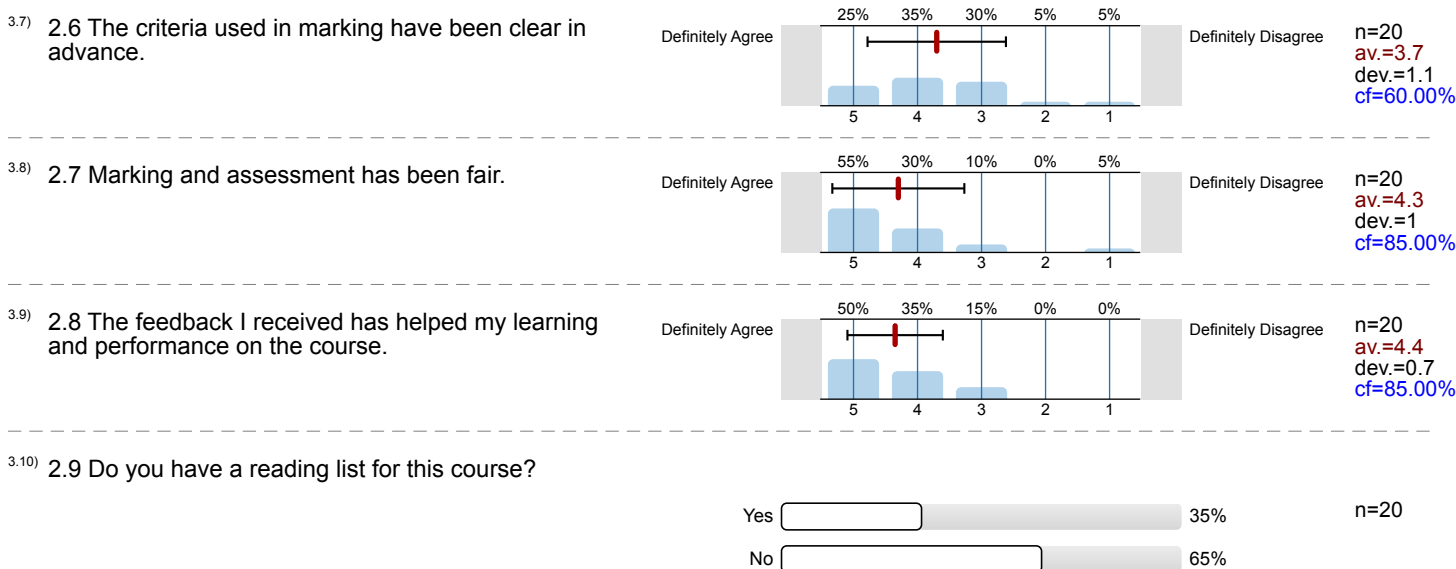 3.7) 2.6 The criteria used in marking have been clear in
advance.
25% 35% 30% 5% 5%
Definitely Agree Definitely Disagree
5 4 3 2 1
n=20
av.=3.7
dev.=1.1
cf=60.00%
3.8) 2.7 Marking and assessment has been fair.
55% 30% 10% 0% 5%
Definitely Agree Definitely Disagree
5 4 3 2 1
n=20
av.=4.3
dev.=1
cf=85.00%
3.9) 2.8 The feedback I received has helped my learning
and performance on the course.
50% 35% 15% 0% 0%
Definitely Agree Definitely Disagree
5 4 3 2 1
n=20
av.=4.4
dev.=0.7
cf=85.00%
3.10) 2.9 Do you have a reading list for this course?
Yes 35% n=20
No 65%